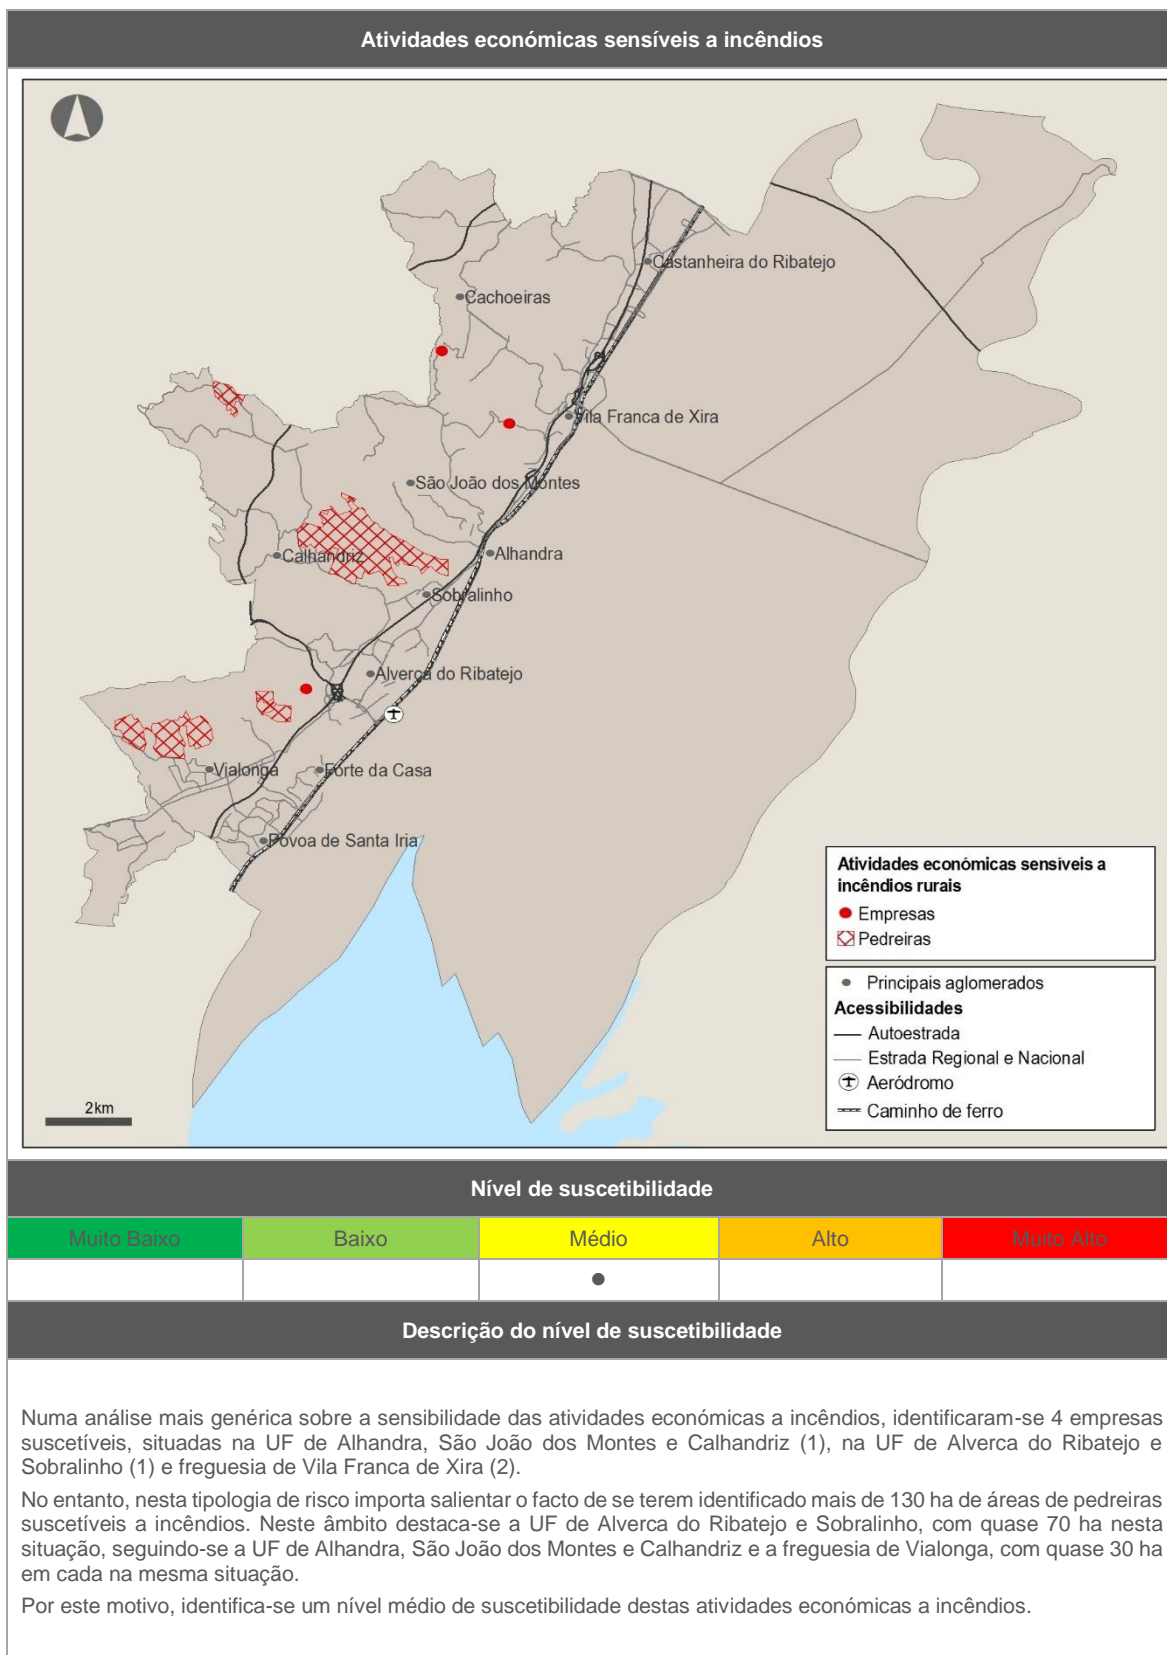 Atividades económicas sensíveis a incêndios
Castanheira do Ribatejo
Cachoeiras
Vila Franca de Xira
São João dos Montes
Alhandra
Calhandriz
Sobralinho
Alverca do Ribatejo
Vialonga
Forte da Casa
Póvoa de Santa Iria
Atividades económicas sensíveis a
incêndios rurais
Empresas
Pedreiras
Principais aglomerados
Acessibilidades
Autoestrada
Estrada Regional e Nacional
Aeródromo
Caminho de ferro
2km
Nível de suscetibilidade
Muito Baixo Baixo Médio Alto Muito Alto
●
Descrição do nível de suscetibilidade
Numa análise mais genérica sobre a sensibilidade das atividades económicas a incêndios, identificaram-se 4 empresas
suscetíveis, situadas na UF de Alhandra, São João dos Montes e Calhandriz (1), na UF de Alverca do Ribatejo e
Sobralinho (1) e freguesia de Vila Franca de Xira (2).
No entanto, nesta tipologia de risco importa salientar o facto de se terem identificado mais de 130 ha de áreas de pedreiras
suscetíveis a incêndios. Neste âmbito destaca-se a UF de Alverca do Ribatejo e Sobralinho, com quase 70 ha nesta
situação, seguindo-se a UF de Alhandra, São João dos Montes e Calhandriz e a freguesia de Vialonga, com quase 30 ha
em cada na mesma situação.
Por este motivo, identifica-se um nível médio de suscetibilidade destas atividades económicas a incêndios.